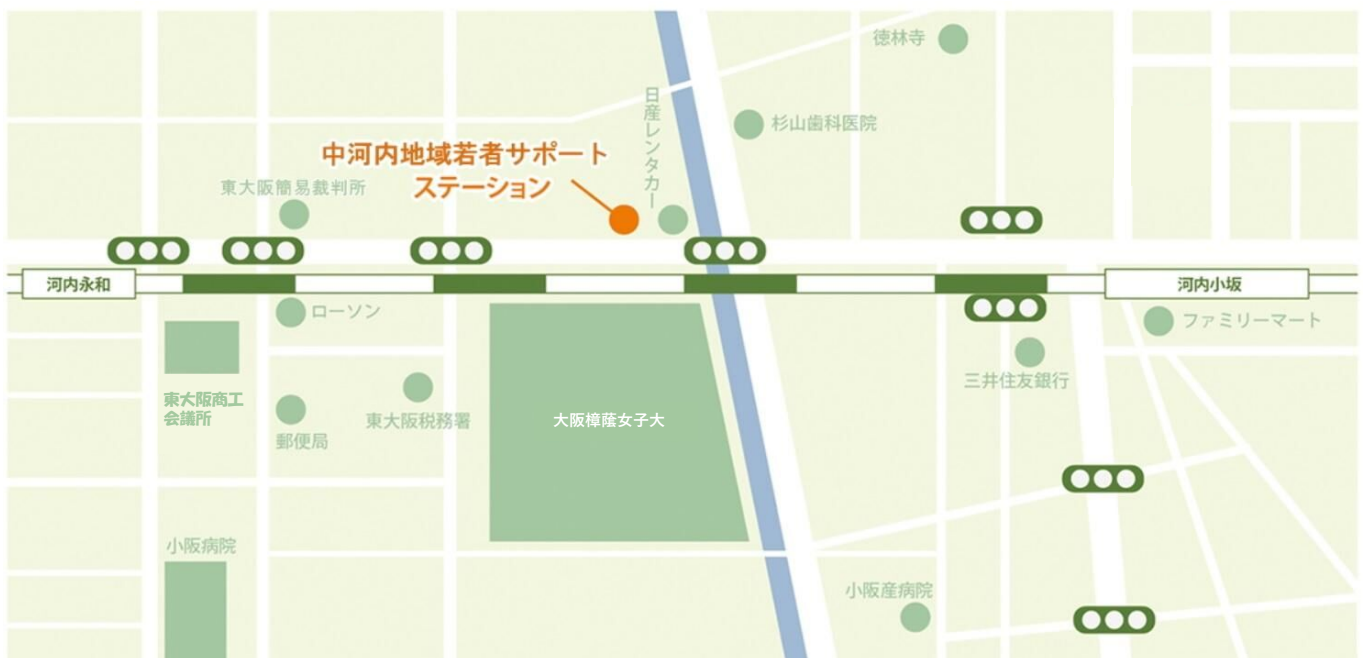 徳林寺
日産レンタカー
杉山歯科医院
中河内地域若者サポート
ステーション
東大阪簡易裁判所
河内永和
河内小坂
ローソン
ファミリーマート
三井住友銀行
東大阪商工
会議所
東大阪税務署
大阪樟蔭女子大
郵便局
小阪病院
小阪産病院